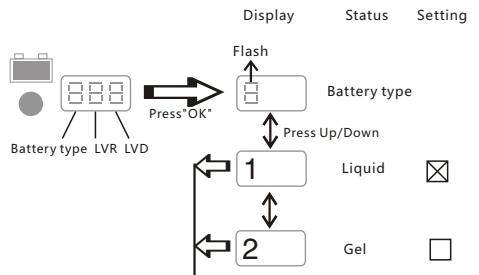 Display Status Setting
Flash
888 8 Battery type
Press"OK"
Press Up/Down
Battery type LVR LVD
1 Liquid
2 Gel